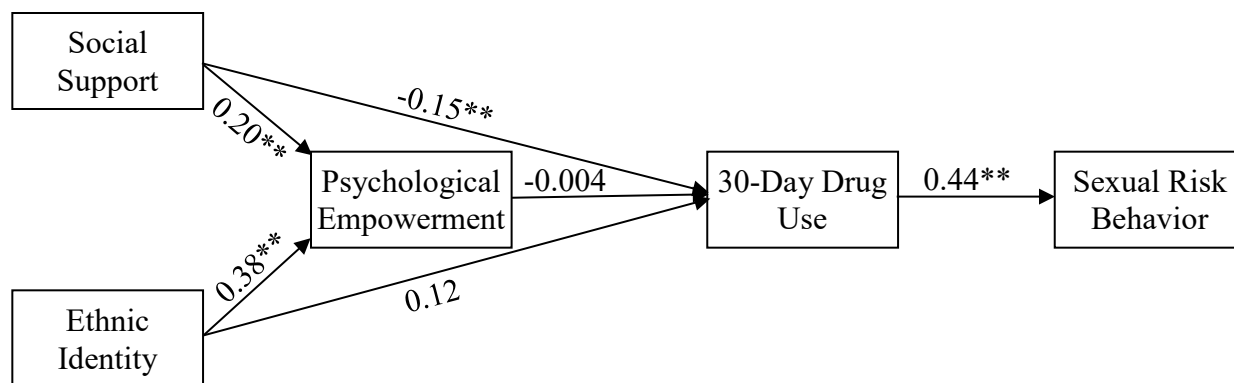 Social
Support
-0.15**
0.20**
Psychological
Empowerment
-0.004
30-Day Drug
Use
0.44**
Sexual Risk
Behavior
0.38**
0.12
Ethnic
Identity